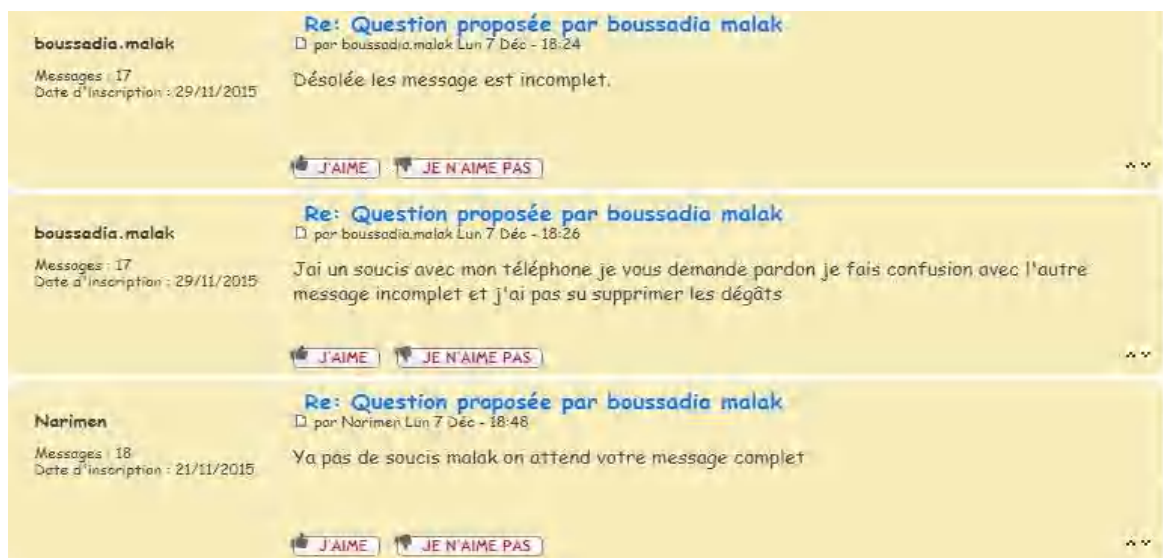 Re: Question proposée par boussadia malak
boussadia.malak
par boussadia.malak Lun 7 Déc - 18:24
Messages : 17
Date d'inscription : 29/11/2015
Désolée les message est incomplet.
J'AIME JE N'AIME PAS
Re: Question proposée par boussadia malak
boussadia.malak
par boussadia.malak Lun 7 Déc - 18:26
Messages : 17
Date d'inscription : 29/11/2015
Jai un soucis avec mon téléphone je vous demande pardon je fais confusion avec l'autre
message incomplet et j'ai pas su supprimer les dégâts
J'AIME JE N'AIME PAS
Re: Question proposée par boussadia malak
Narimen
par Narimen Lun 7 Déc - 18:48
Messages : 18
Date d'inscription : 21/11/2015
Ya pas de soucis malak on attend votre message complet
J'AIME JE N'AIME PAS